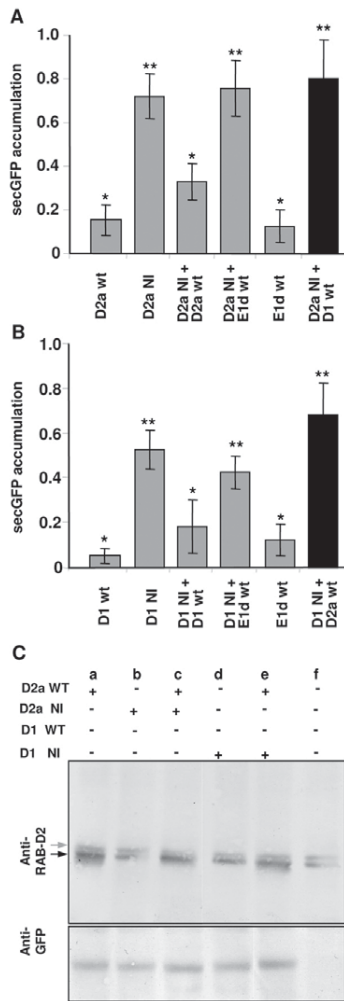 A
secGFP accumulation
1.0
0.8
0.6
0.4
0.2
0
*
**
*
**
*
**
D2a wt
D2a NI
D2a NI +
D2a wt
D2a NI +
E1d wt
E1d wt
D2a NI +
D1 wt
B
secGFP accumulation
1.0
0.8
0.6
0.4
0.2
0
*
**
*
**
*
**
D1 wt
D1 NI
D1 NI +
D1 wt
D1 NI +
E1d wt
E1d wt
D1 NI +
D2a wt
C
a b c d e f
D2a WT + - + - + -
D2a NI - + + - - -
D1 WT - - - - - -
D1 NI - - - + + -
Anti-
RAB-D2
Anti-
GFP